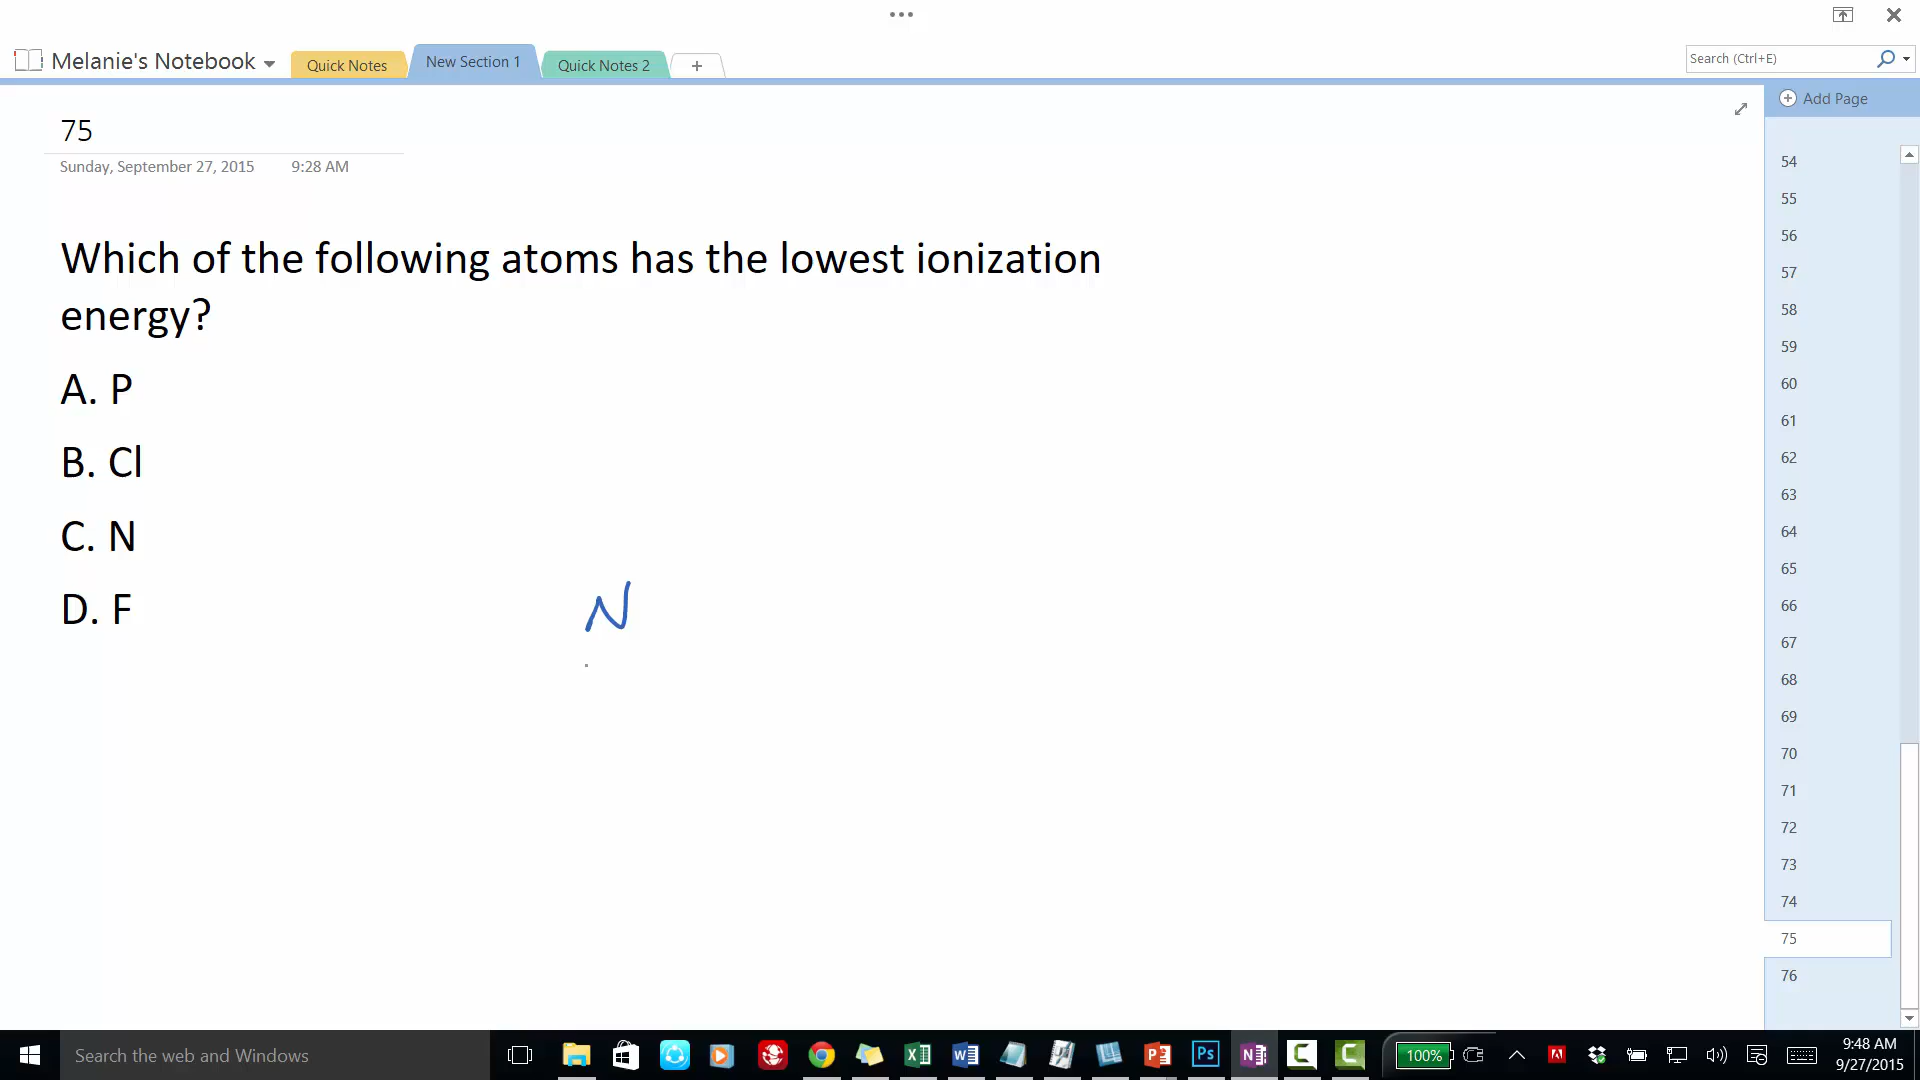 Melanie's Notebook
Quick Notes
New Section 1
Quick Notes 2
+
Search (Ctrl+E)
Add Page
75
Sunday, September 27, 2015 9:28 AM
Which of the following atoms has the lowest ionization
energy?
A. P
B. Cl
C. N
D. F
N
54
55
56
57
58
59
60
61
62
63
64
65
66
67
68
69
70
71
72
73
74
75
76
Search the web and Windows
100%
9:48 AM
9/27/2015